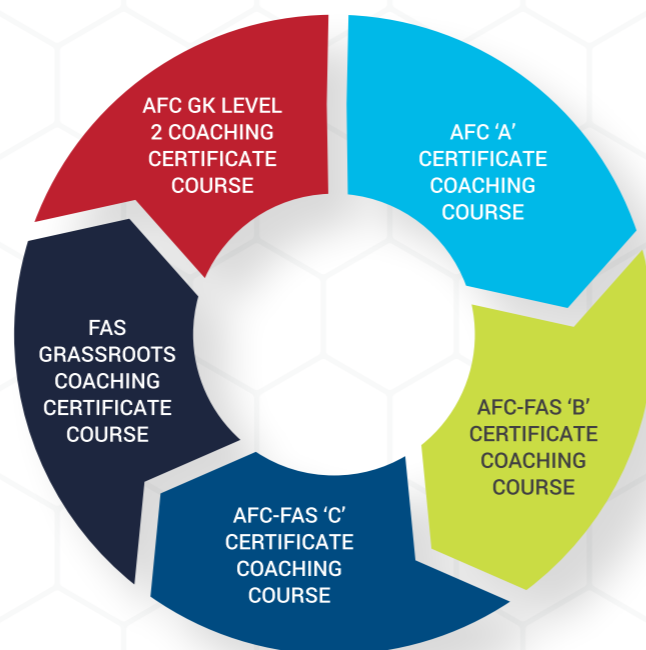 AFC GK LEVEL
2 COACHING
CERTIFICATE
COURSE
AFC ‘A’
CERTIFICATE
COACHING
COURSE
AFC-FAS ‘B’
CERTIFICATE
COACHING
COURSE
AFC-FAS ‘C’
CERTIFICATE
COACHING
COURSE
FAS
GRASSROOTS
COACHING
CERTIFICATE
COURSE